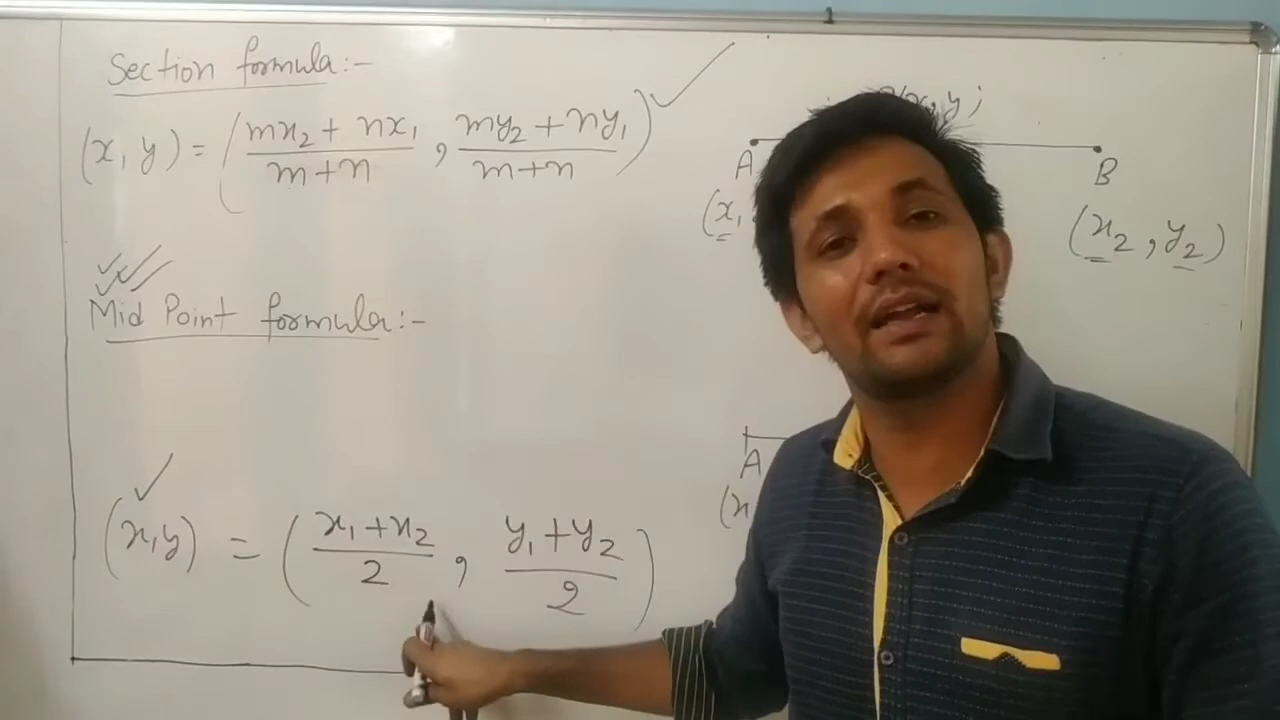 Section formula:-
(x, y) = ( mx₂ + nx₁ / m+n , my₂ + ny₁ / m+n )
A B
(x₂, y₂)
Mid Point formula:-
A
(x, y) = ( x₁+x₂ / 2 , y₁+y₂ / 2 )